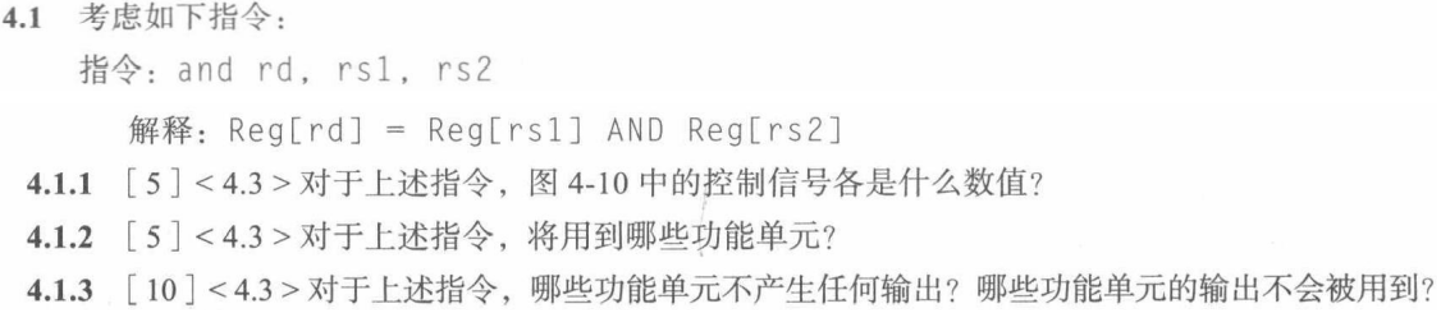 4.1 考虑如下指令：
指令：and rd, rs1, rs2
解释：Reg[rd] = Reg[rs1] AND Reg[rs2]
4.1.1 [5]<4.3>对于上述指令，图 4-10 中的控制信号各是什么数值？
4.1.2 [5]<4.3>对于上述指令，将用到哪些功能单元？
4.1.3 [10]<4.3>对于上述指令，哪些功能单元不产生任何输出？哪些功能单元的输出不会被用到？